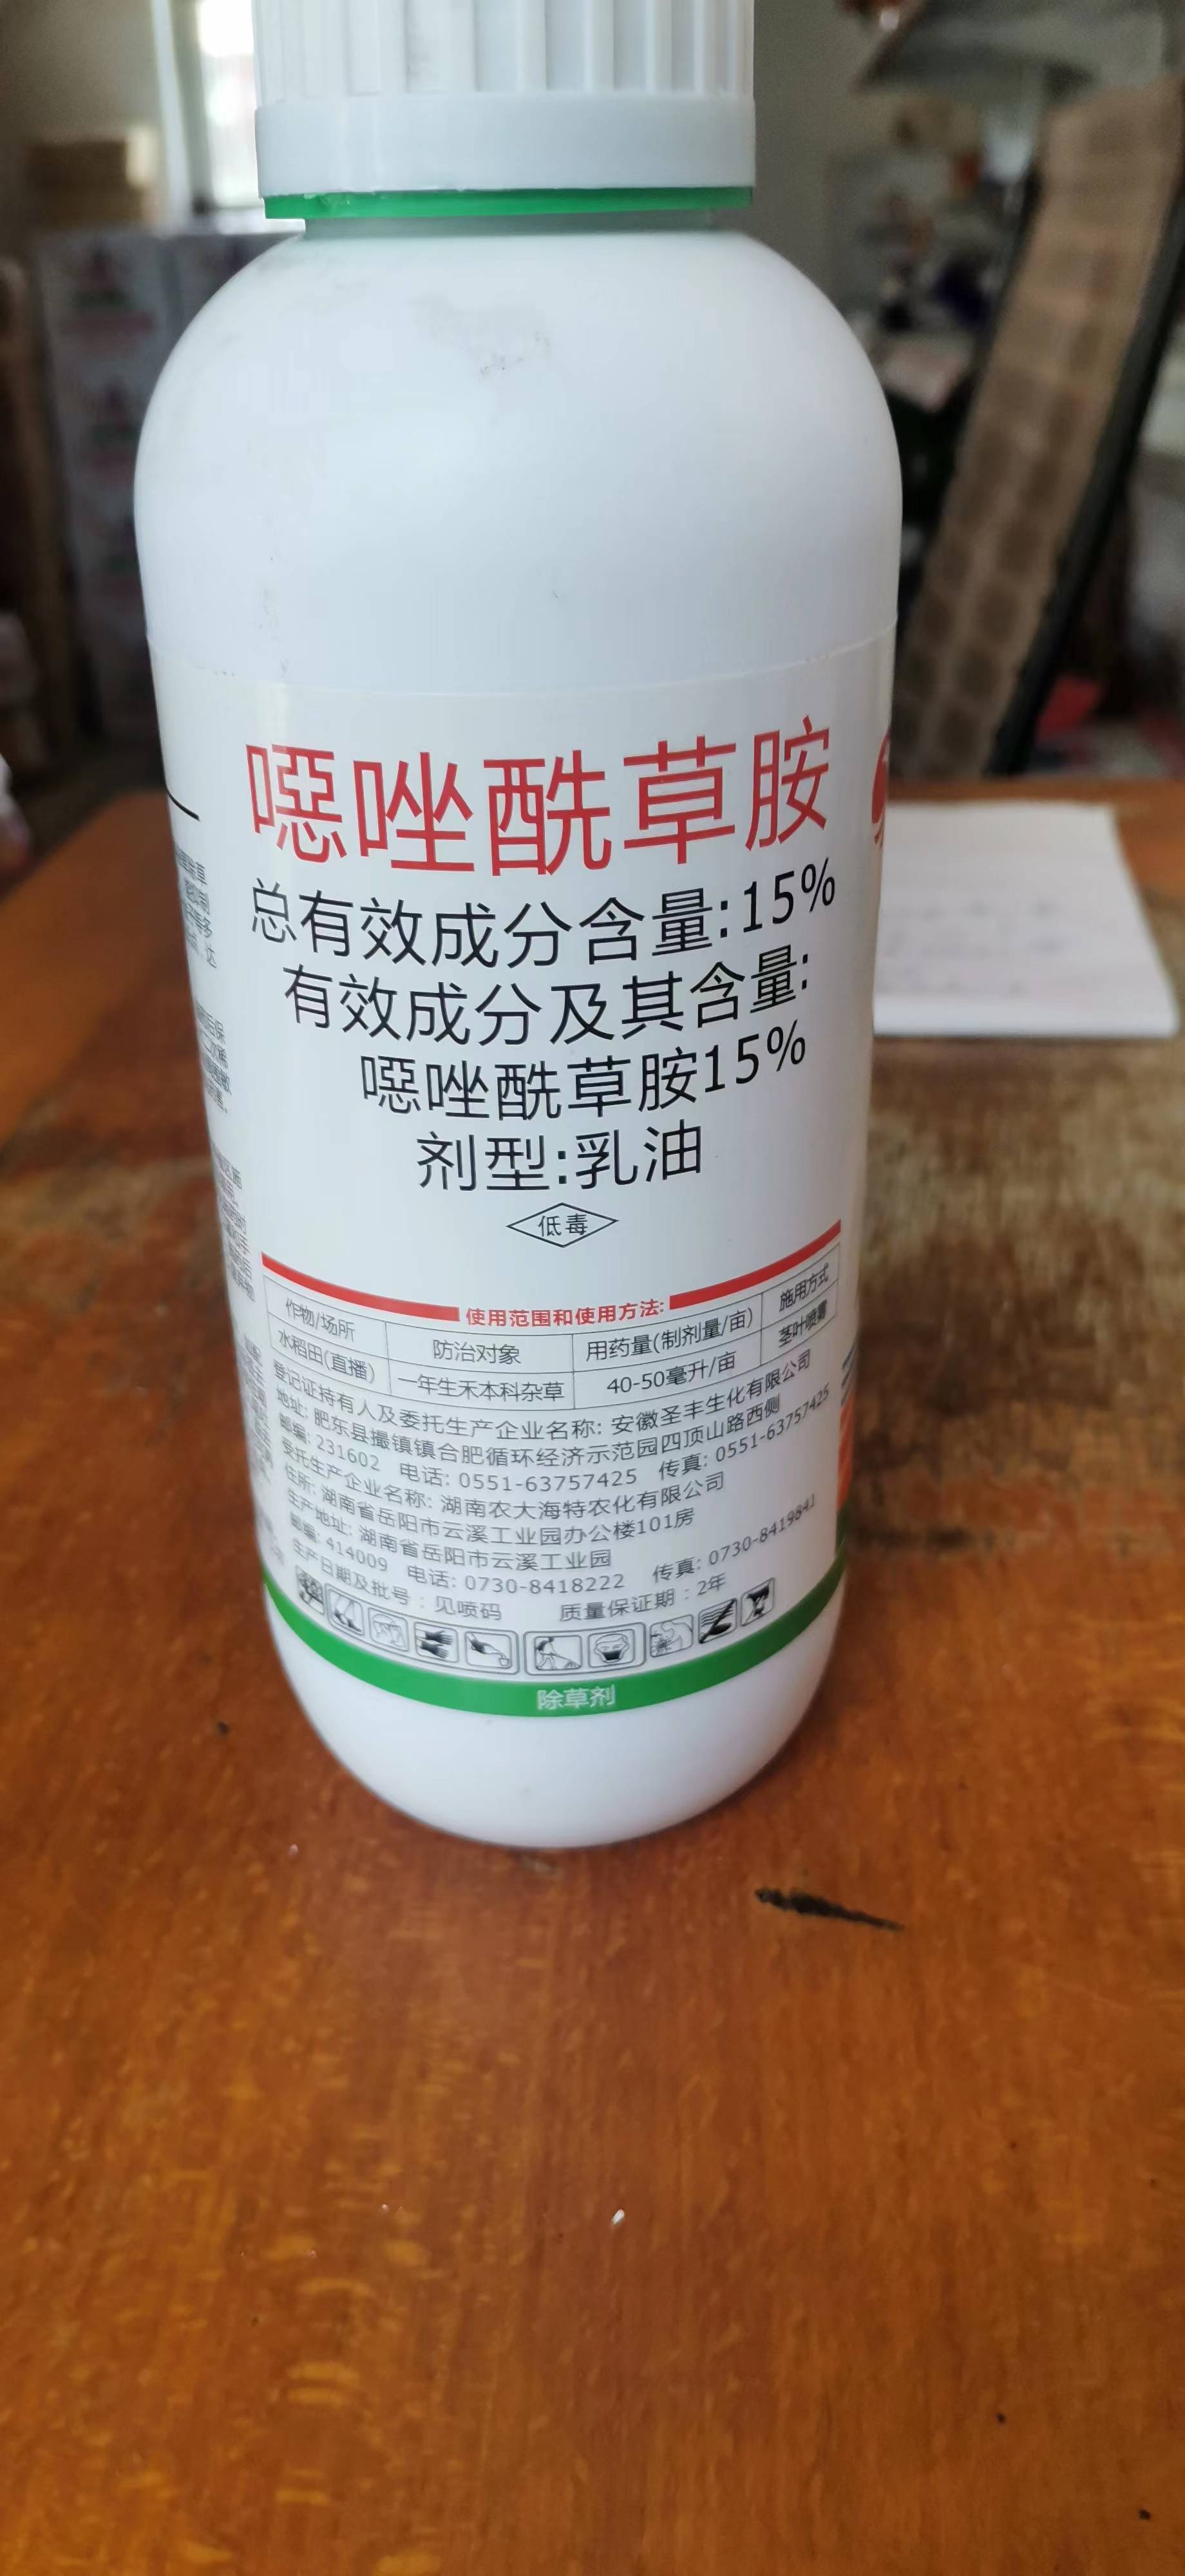 噁唑酰草胺
总有效成分含量:15%
有效成分及其含量:
噁唑酰草胺15%
剂型:乳油
低毒
使用范围和使用方法:
作物/场所 防治对象 用药量(制剂量/亩) 施用方式
水稻田(直播) 一年生禾本科杂草 40-50毫升/亩 茎叶喷雾
登记证持有人及委托生产企业名称: 安徽圣丰生化有限公司
地址: 肥东县撮镇镇合肥循环经济示范园四顶山路西侧
邮编: 231602 电话: 0551-63757425 传真: 0551-63757425
受托生产企业名称: 湖南农大海特农化有限公司
住所: 湖南省岳阳市云溪工业园办公楼101房
生产地址: 湖南省岳阳市云溪工业园
邮编: 414009 电话: 0730-8418222 传真: 0730-8419841
生产日期及批号: 见喷码 质量保证期: 2年
除草剂